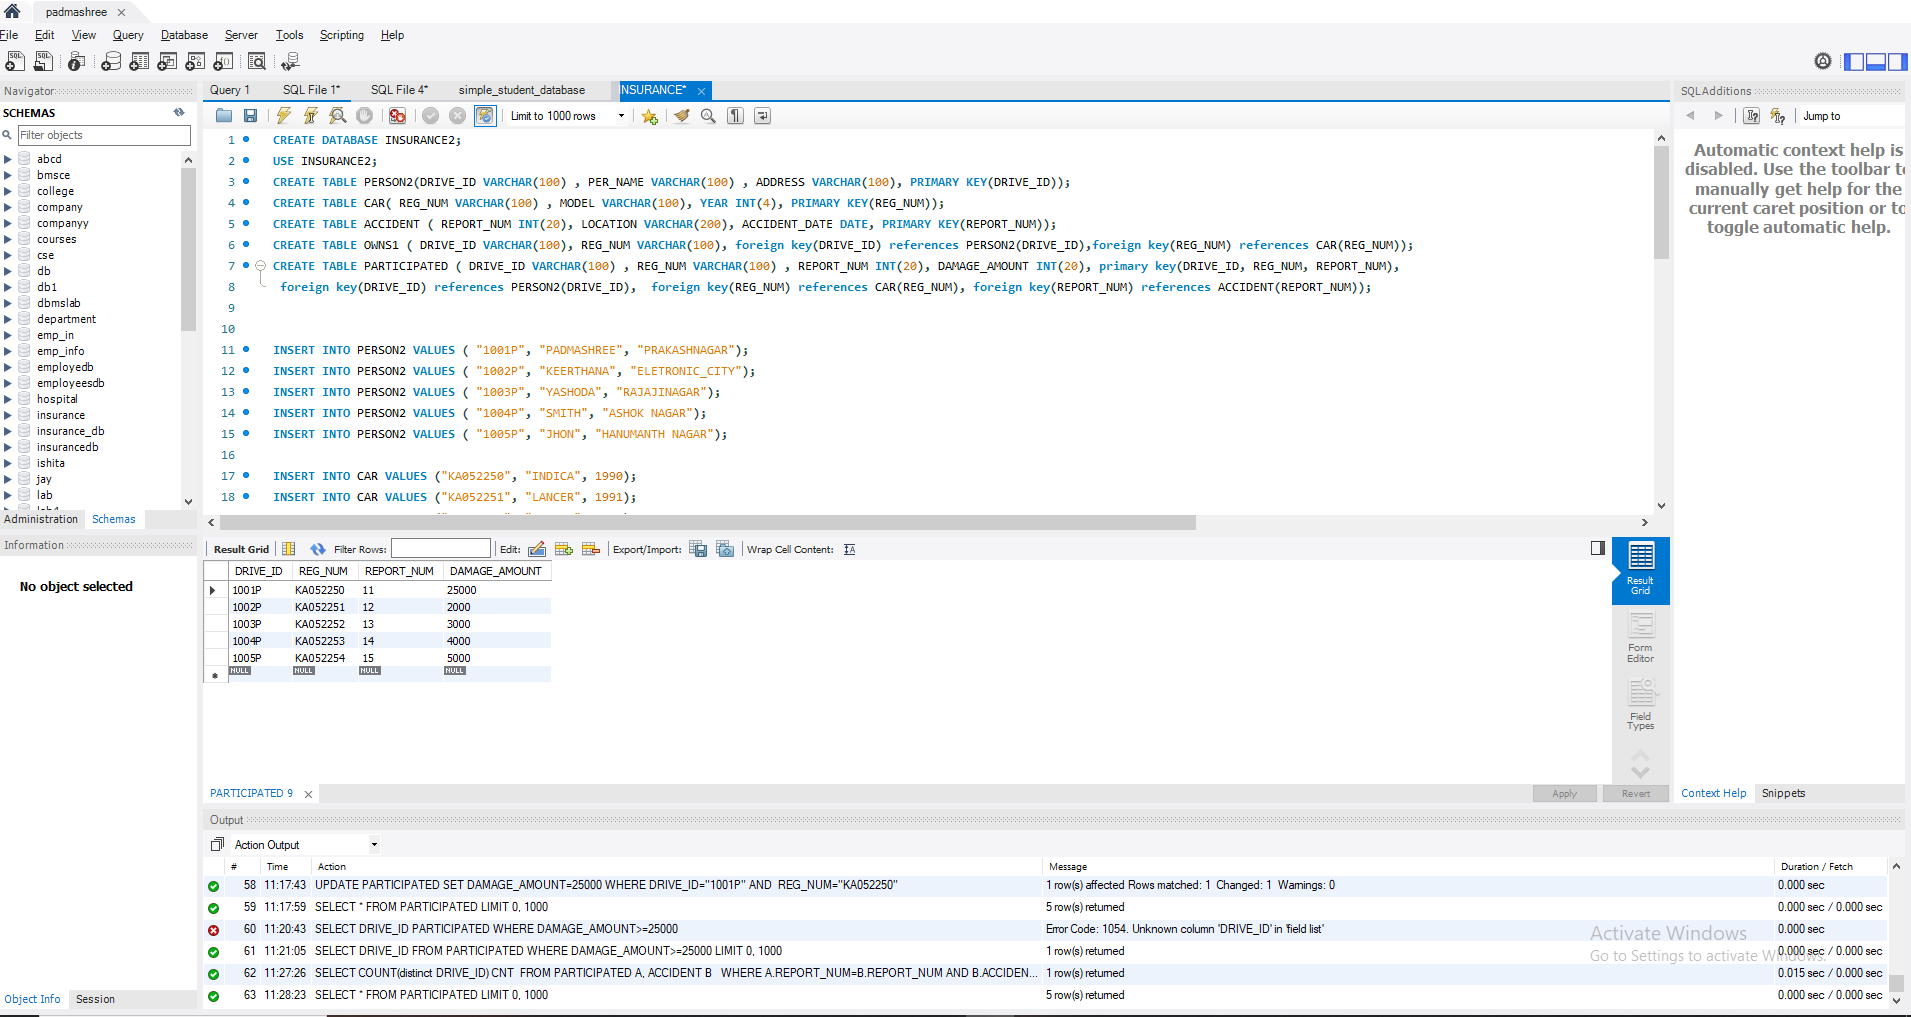 padmashree
File Edit View Query Database Server Tools Scripting Help
Navigator
SCHEMAS
Filter objects
abcd
bmsce
college
company
companyy
courses
cse
db
db1
dbmslab
department
emp_in
emp_info
employedb
employeesdb
hospital
insurance
insurance_db
insurancedb
ishita
jay
lab
Administration Schemas
Information
No object selected
Object Info Session
Query 1 SQL File 1* SQL File 4* simple_student_database INSURANCE*
Limit to 1000 rows
1 CREATE DATABASE INSURANCE2;
2 USE INSURANCE2;
3 CREATE TABLE PERSON2(DRIVE_ID VARCHAR(100) , PER_NAME VARCHAR(100) , ADDRESS VARCHAR(100), PRIMARY KEY(DRIVE_ID));
4 CREATE TABLE CAR( REG_NUM VARCHAR(100) , MODEL VARCHAR(100), YEAR INT(4), PRIMARY KEY(REG_NUM));
5 CREATE TABLE ACCIDENT ( REPORT_NUM INT(20), LOCATION VARCHAR(200), ACCIDENT_DATE DATE, PRIMARY KEY(REPORT_NUM));
6 CREATE TABLE OWNS1 ( DRIVE_ID VARCHAR(100), REG_NUM VARCHAR(100), foreign key(DRIVE_ID) references PERSON2(DRIVE_ID),foreign key(REG_NUM) references CAR(REG_NUM));
7 CREATE TABLE PARTICIPATED ( DRIVE_ID VARCHAR(100) , REG_NUM VARCHAR(100) , REPORT_NUM INT(20), DAMAGE_AMOUNT INT(20), primary key(DRIVE_ID, REG_NUM, REPORT_NUM),
8 foreign key(DRIVE_ID) references PERSON2(DRIVE_ID), foreign key(REG_NUM) references CAR(REG_NUM), foreign key(REPORT_NUM) references ACCIDENT(REPORT_NUM));
9
10
11 INSERT INTO PERSON2 VALUES ( "1001P", "PADMASHREE", "PRAKASHNAGAR");
12 INSERT INTO PERSON2 VALUES ( "1002P", "KEERTHANA", "ELETRONIC_CITY");
13 INSERT INTO PERSON2 VALUES ( "1003P", "YASHODA", "RAJAJINAGAR");
14 INSERT INTO PERSON2 VALUES ( "1004P", "SMITH", "ASHOK NAGAR");
15 INSERT INTO PERSON2 VALUES ( "1005P", "JHON", "HANUMANTH NAGAR");
16
17 INSERT INTO CAR VALUES ("KA052250", "INDICA", 1990);
18 INSERT INTO CAR VALUES ("KA052251", "LANCER", 1991);
Result Grid Filter Rows: Edit: Export/Import: Wrap Cell Content:
DRIVE_ID REG_NUM REPORT_NUM DAMAGE_AMOUNT
1001P KA052250 11 25000
1002P KA052251 12 2000
1003P KA052252 13 3000
1004P KA052253 14 4000
1005P KA052254 15 5000
NULL NULL NULL NULL
Result Grid
Form Editor
Field Types
PARTICIPATED 9 Apply Revert
SQLAdditions
Jump to
Automatic context help is
disabled. Use the toolbar to
manually get help for the
current caret position or to
toggle automatic help.
Context Help Snippets
Output
Action Output
# Time Action Message Duration / Fetch
58 11:17:43 UPDATE PARTICIPATED SET DAMAGE_AMOUNT=25000 WHERE DRIVE_ID="1001P" AND REG_NUM="KA052250" 1 row(s) affected Rows matched: 1 Changed: 1 Warnings: 0 0.000 sec
59 11:17:59 SELECT * FROM PARTICIPATED LIMIT 0, 1000 5 row(s) returned 0.000 sec / 0.000 sec
60 11:20:43 SELECT DRIVE_ID PARTICIPATED WHERE DAMAGE_AMOUNT>=25000 Error Code: 1054. Unknown column 'DRIVE_ID' in 'field list' 0.000 sec
61 11:21:05 SELECT DRIVE_ID FROM PARTICIPATED WHERE DAMAGE_AMOUNT>=25000 LIMIT 0, 1000 1 row(s) returned 0.000 sec / 0.000 sec
62 11:27:26 SELECT COUNT(distinct DRIVE_ID) CNT FROM PARTICIPATED A, ACCIDENT B WHERE A.REPORT_NUM=B.REPORT_NUM AND B.ACCIDEN... 1 row(s) returned 0.015 sec / 0.000 sec
63 11:28:23 SELECT * FROM PARTICIPATED LIMIT 0, 1000 5 row(s) returned 0.000 sec / 0.000 sec
Activate Windows
Go to Settings to activate Windows.